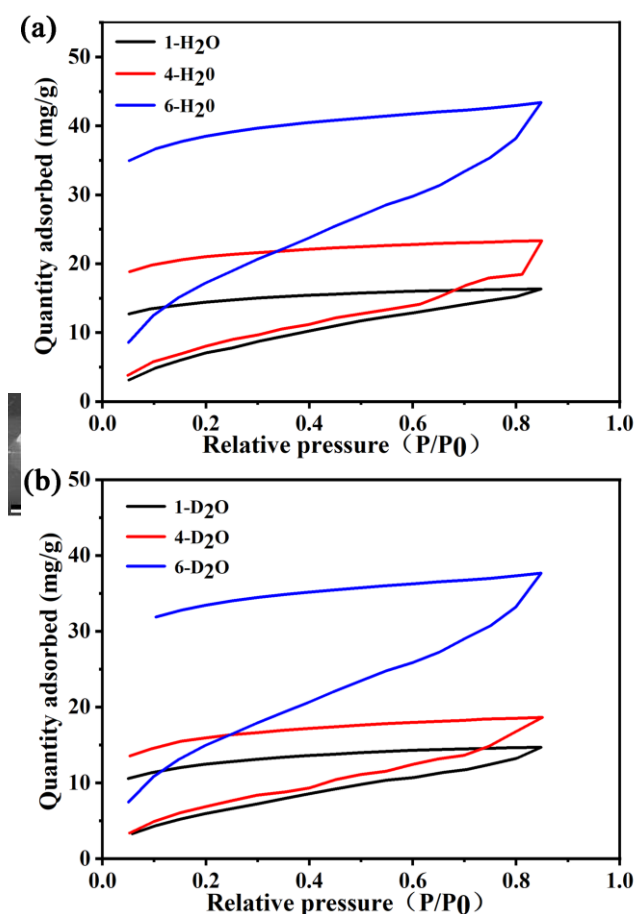 (a)
1-H2O
4-H20
6-H20
Quantity adsorbed (mg/g)
50
40
30
20
10
0
0.0 0.2 0.4 0.6 0.8 1.0
Relative pressure（P/P0）
(b)
1-D2O
4-D2O
6-D2O
Quantity adsorbed (mg/g)
50
40
30
20
10
0
0.0 0.2 0.4 0.6 0.8 1.0
Relative pressure（P/P0）